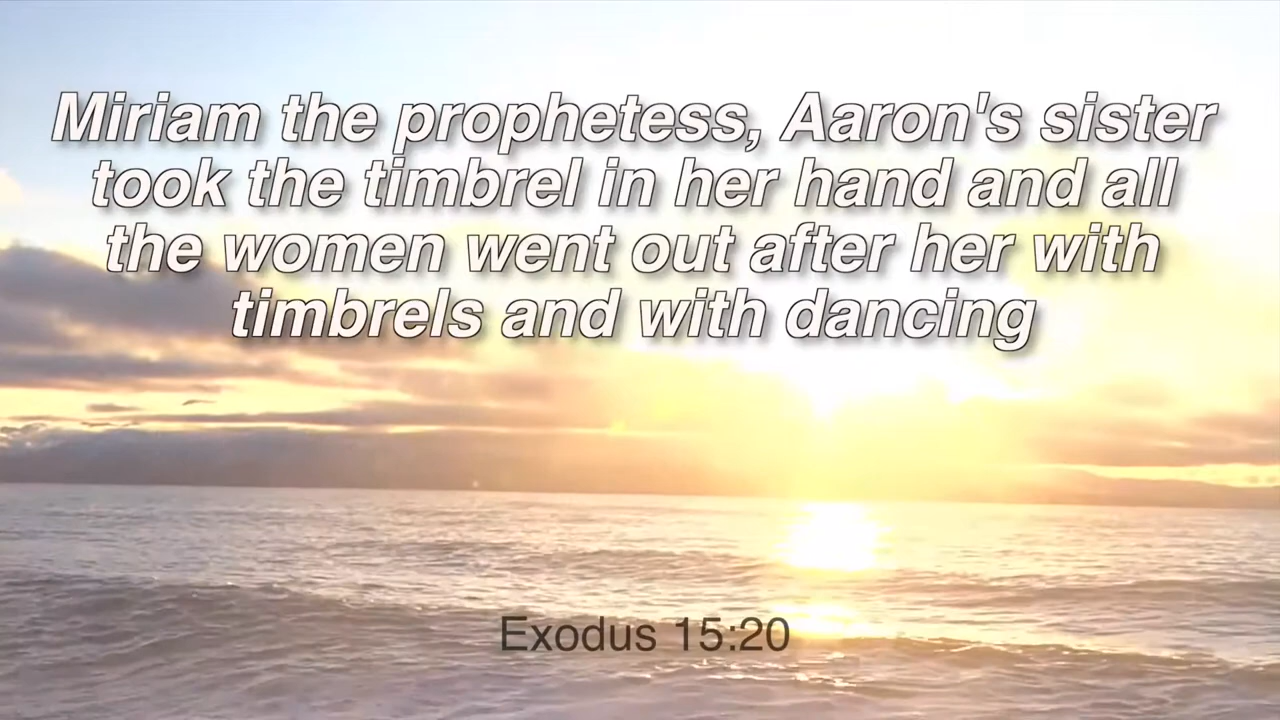 Miriam the prophetess, Aaron's sister
took the timbrel in her hand and all
the women went out after her with
timbrels and with dancing
Exodus 15:20